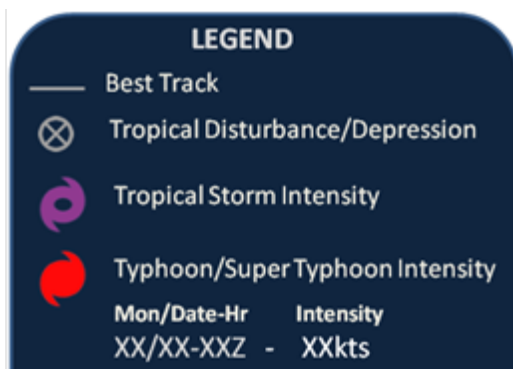 LEGEND
Best Track
Tropical Disturbance/Depression
Tropical Storm Intensity
Typhoon/Super Typhoon Intensity
Mon/Date-Hr Intensity
XX/XX-XXZ - XXkts